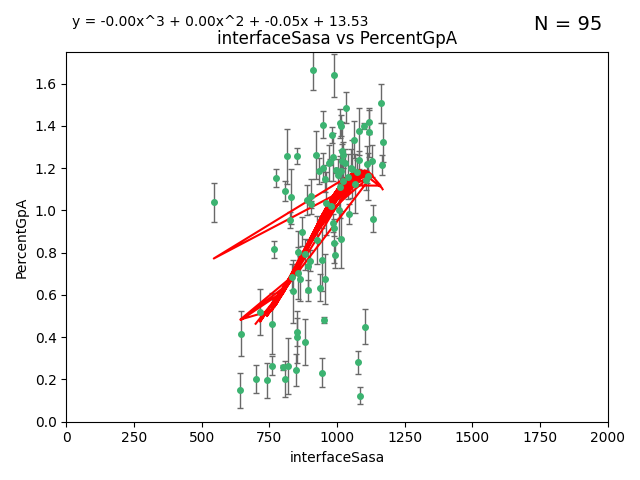 y = -0.00x^3 + 0.00x^2 + -0.05x + 13.53
N = 95
interfaceSasa vs PercentGpA
1.6
1.4
1.2
1.0
0.8
0.6
0.4
0.2
0.0
PercentGpA
0 250 500 750 1000 1250 1500 1750 2000
interfaceSasa